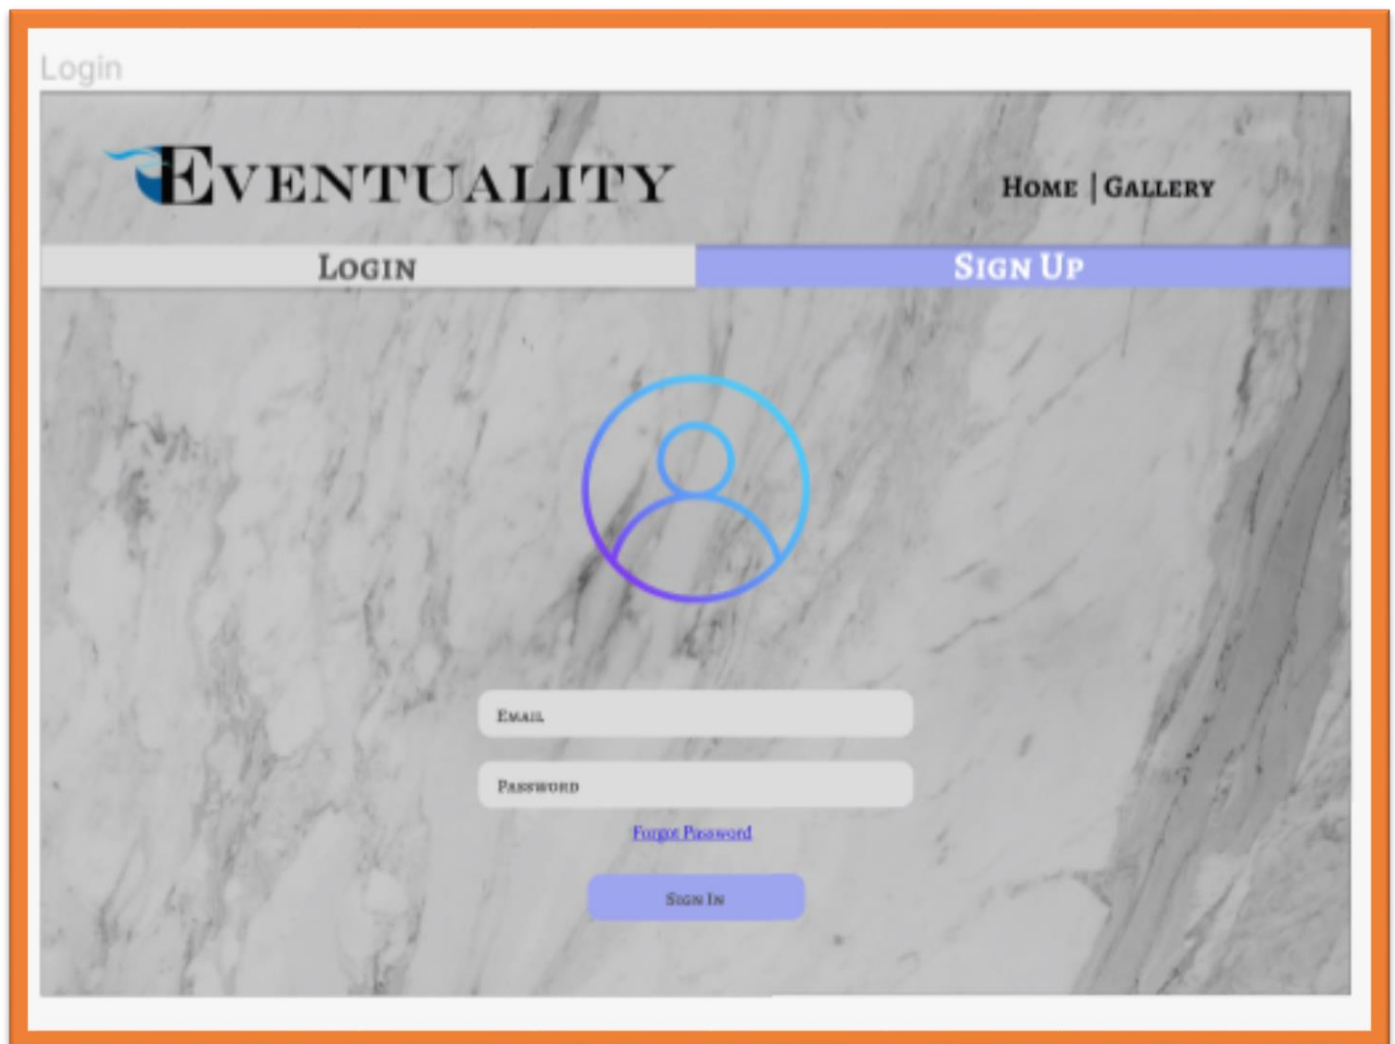 Login
EVENTUALITY
HOME | GALLERY
LOGIN
SIGN UP
EMAIL
PASSWORD
Forgot Password
SIGN IN